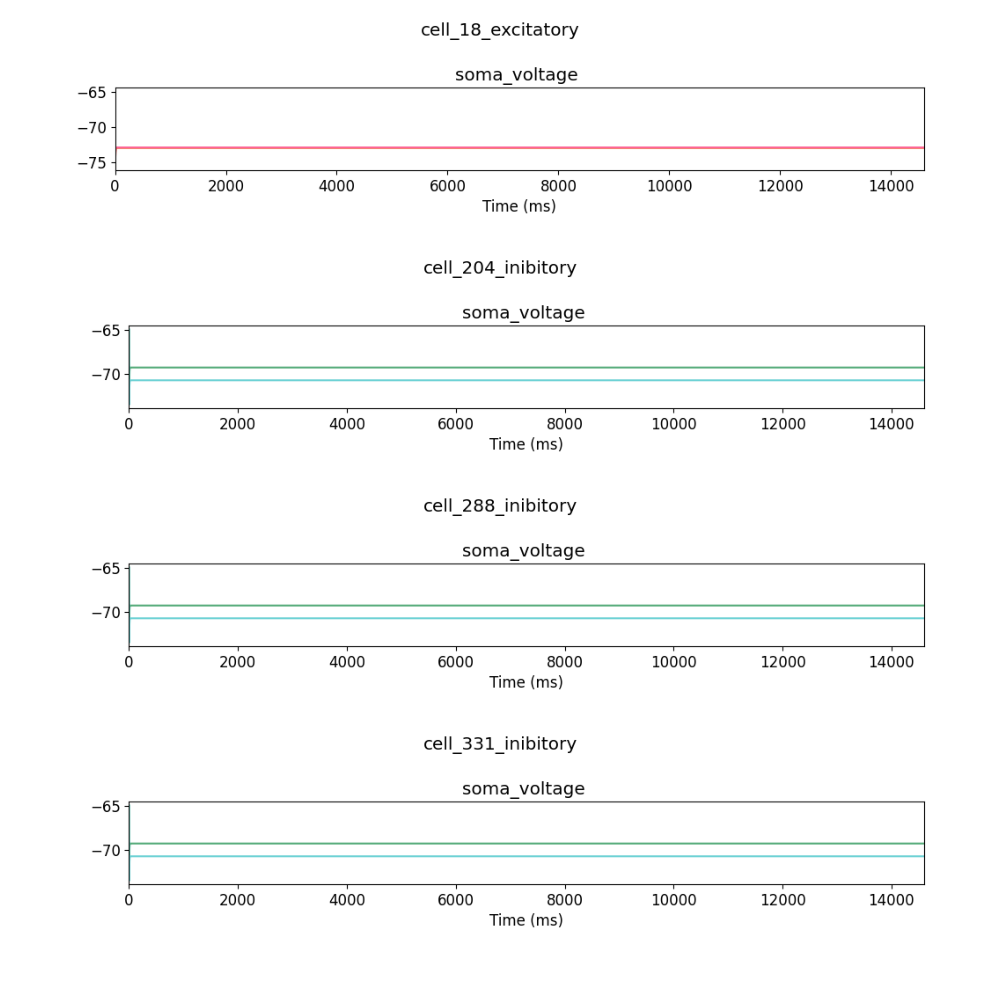 cell_18_excitatory
soma_voltage
−65
−70
−75
0 2000 4000 6000 8000 10000 12000 14000
Time (ms)
cell_204_inibitory
soma_voltage
−65
−70
0 2000 4000 6000 8000 10000 12000 14000
Time (ms)
cell_288_inibitory
soma_voltage
−65
−70
0 2000 4000 6000 8000 10000 12000 14000
Time (ms)
cell_331_inibitory
soma_voltage
−65
−70
0 2000 4000 6000 8000 10000 12000 14000
Time (ms)